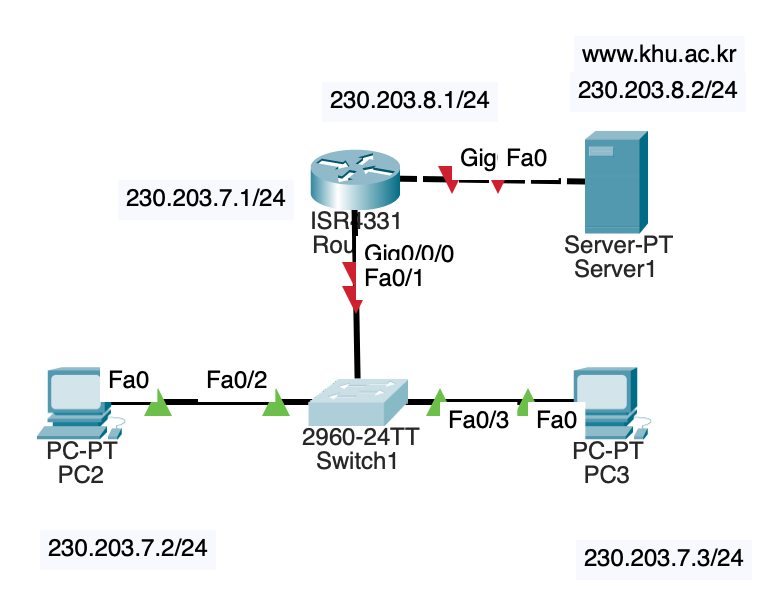 www.khu.ac.kr
230.203.8.2/24
230.203.8.1/24
Gig Fa0
230.203.7.1/24
ISR4331
Rou
Gig0/0/0
Fa0/1
Server-PT
Server1
Fa0
Fa0/2
Fa0/3
Fa0
PC-PT
PC2
2960-24TT
Switch1
PC-PT
PC3
230.203.7.2/24
230.203.7.3/24